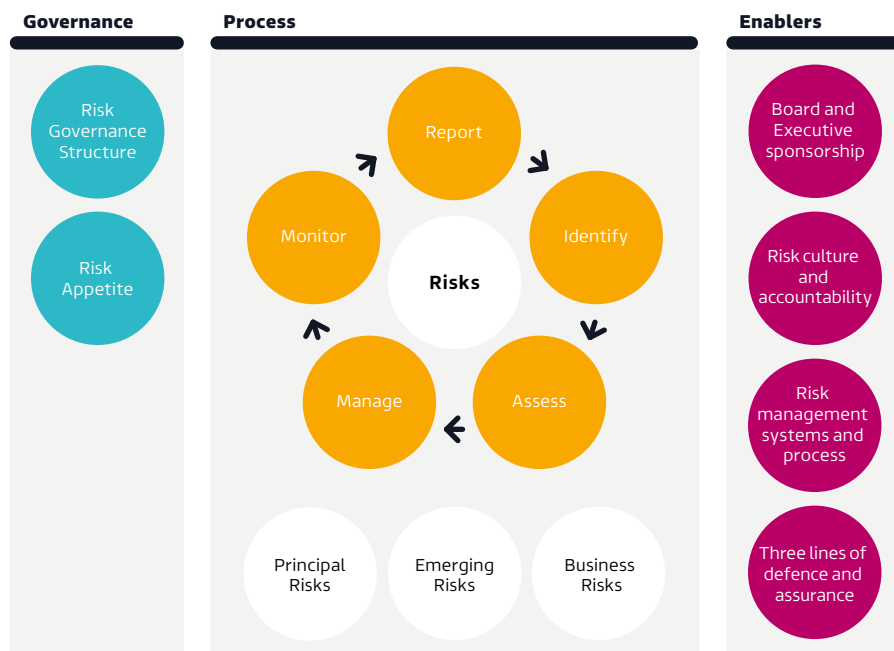 Governance
Risk
Governance
Structure
Risk
Appetite
Process
Report
Identify
Assess
Manage
Monitor
Risks
Principal
Risks
Emerging
Risks
Business
Risks
Enablers
Board and
Executive
sponsorship
Risk culture
and
accountability
Risk
management
systems and
process
Three lines of
defence and
assurance